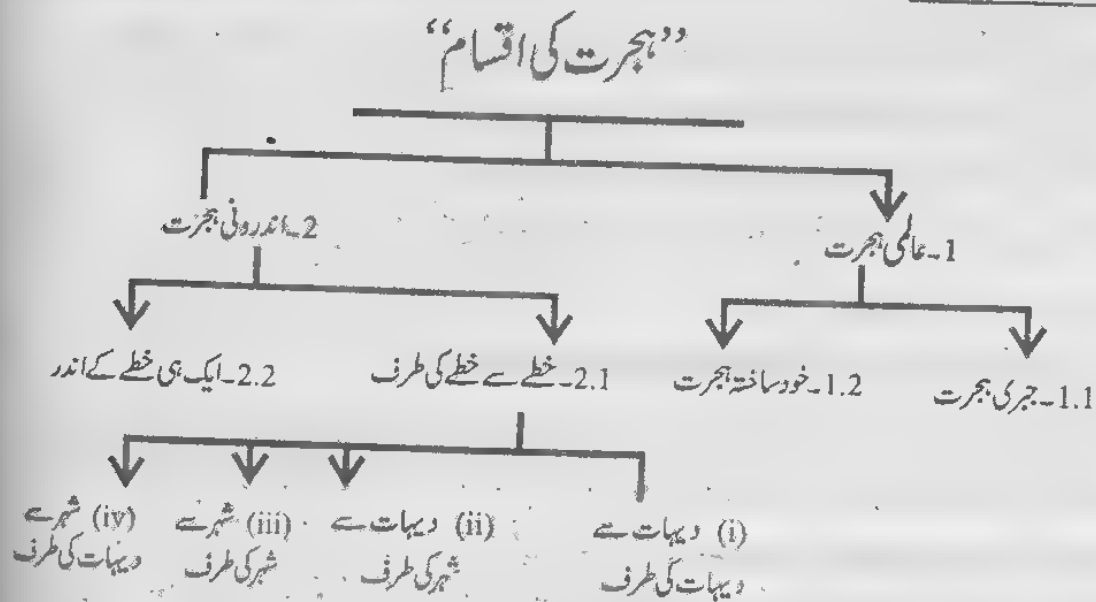 ”ہجرت کی اقسام“
1۔عالمی ہجرت
2۔اندرونی ہجرت
1.1۔جبری ہجرت
1.2۔خودساختہ ہجرت
2.1۔خطے سے خطے کی طرف
2.2۔ایک ہی خطے کے اندر
(i) دیہات سے
دیہات کی طرف
(ii) دیہات سے
شہر کی طرف
(iii) شہر سے
شہر کی طرف
(iv) شہر سے
دیہات کی طرف